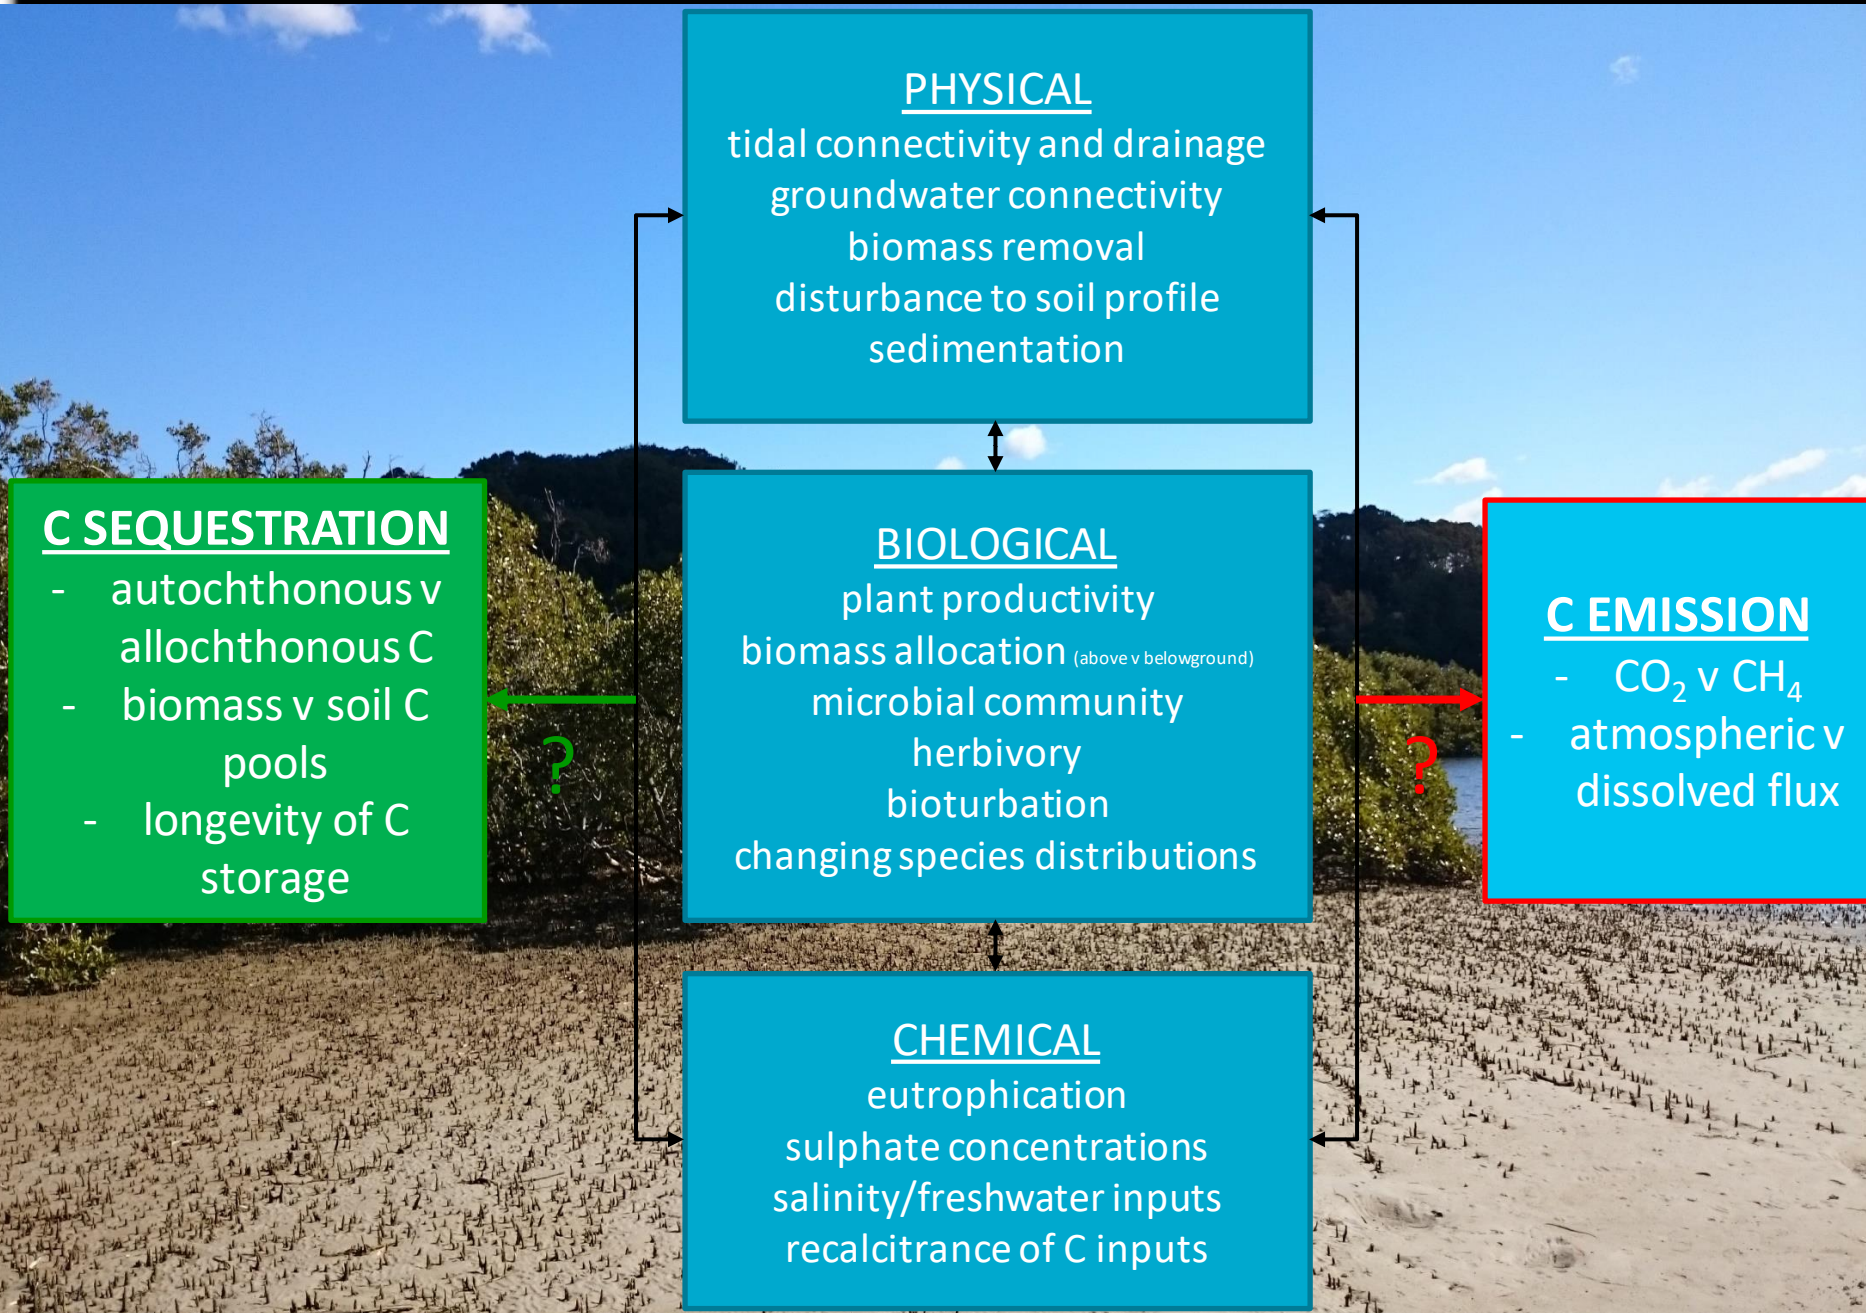 PHYSICAL
tidal connectivity and drainage
groundwater connectivity
biomass removal
disturbance to soil profile
sedimentation
C SEQUESTRATION
- autochthonous v
allochthonous C
- biomass v soil C
pools
- longevity of C
storage
?
BIOLOGICAL
plant productivity
biomass allocation (above v belowground)
microbial community
herbivory
bioturbation
changing species distributions
?
C EMISSION
- CO₂ v CH₄
- atmospheric v
dissolved flux
CHEMICAL
eutrophication
sulphate concentrations
salinity/freshwater inputs
recalcitrance of C inputs